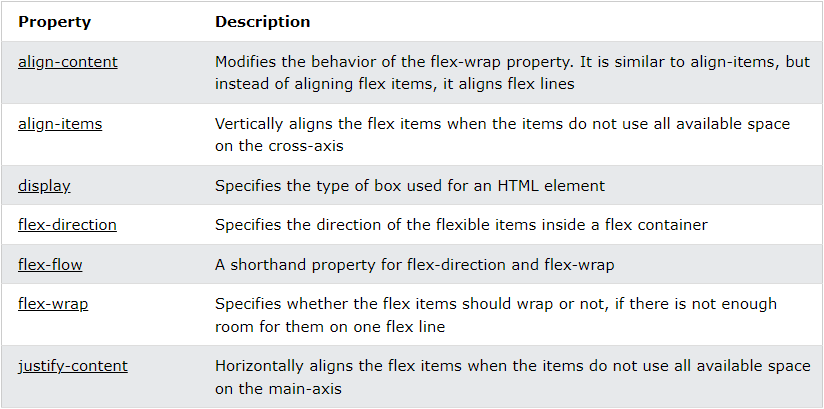 Property Description
align-content Modifies the behavior of the flex-wrap property. It is similar to align-items, but
instead of aligning flex items, it aligns flex lines
align-items Vertically aligns the flex items when the items do not use all available space
on the cross-axis
display Specifies the type of box used for an HTML element
flex-direction Specifies the direction of the flexible items inside a flex container
flex-flow A shorthand property for flex-direction and flex-wrap
flex-wrap Specifies whether the flex items should wrap or not, if there is not enough
room for them on one flex line
justify-content Horizontally aligns the flex items when the items do not use all available space
on the main-axis